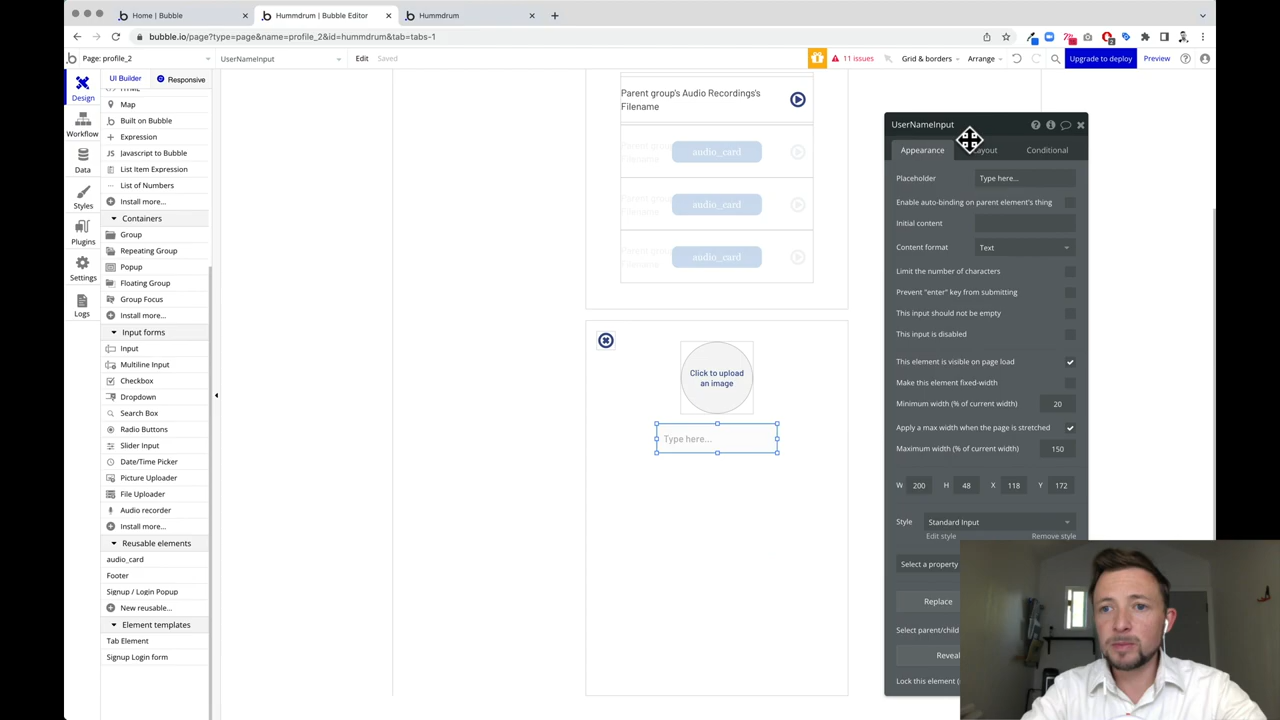 Home | Bubble
Hummdrum | Bubble Editor
Hummdrum
bubble.io/page?type=page&name=profile_2&id=hummdrum&tab=tabs-1
Page: profile_2
UserNameInput
Edit
Saved
11 issues
Grid & borders
Arrange
Upgrade to deploy
Preview
UI Builder
Responsive
Design
Workflow
Data
Styles
Plugins
Settings
Logs
HTML
Map
Built on Bubble
Expression
Javascript to Bubble
List Item Expression
List of Numbers
Install more...
Containers
Group
Repeating Group
Popup
Floating Group
Group Focus
Install more...
Input forms
Input
Multiline Input
Checkbox
Dropdown
Search Box
Radio Buttons
Slider Input
Date/Time Picker
Picture Uploader
File Uploader
Audio recorder
Install more...
Reusable elements
audio_card
Footer
Signup / Login Popup
New reusable...
Element templates
Tab Element
Signup Login form
Parent group's Audio Recordings's
Filename
audio_card
audio_card
audio_card
Click to upload
an image
Type here...
UserNameInput
Appearance
Layout
Conditional
Placeholder
Type here...
Enable auto-binding on parent element's thing
Initial content
Content format
Text
Limit the number of characters
Prevent "enter" key from submitting
This input should not be empty
This input is disabled
This element is visible on page load
Make this element fixed-width
Minimum width (% of current width)
20
Apply a max width when the page is stretched
Maximum width (% of current width)
150
W 200 H 48 X 118 Y 172
Style
Standard Input
Edit style
Remove style
Select a property
Replace
Select parent/child
Reveal
Lock this element